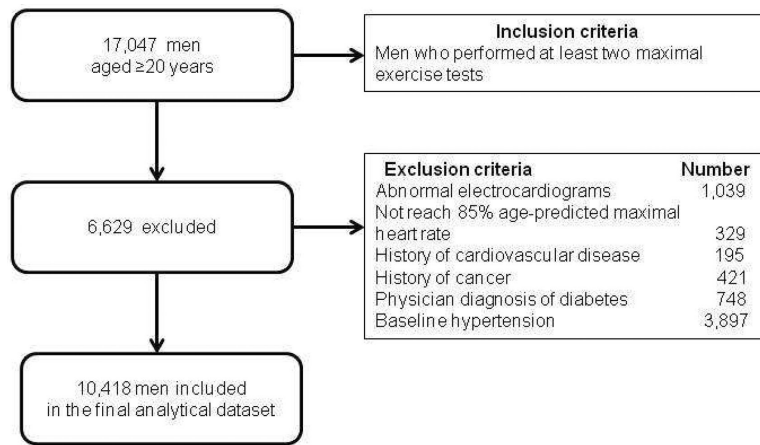 17,047 men
aged ≥20 years
Inclusion criteria
Men who performed at least two maximal
exercise tests
6,629 excluded
Exclusion criteria Number
Abnormal electrocardiograms 1,039
Not reach 85% age-predicted maximal
heart rate 329
History of cardiovascular disease 195
History of cancer 421
Physician diagnosis of diabetes 748
Baseline hypertension 3,897
10,418 men included
in the final analytical dataset